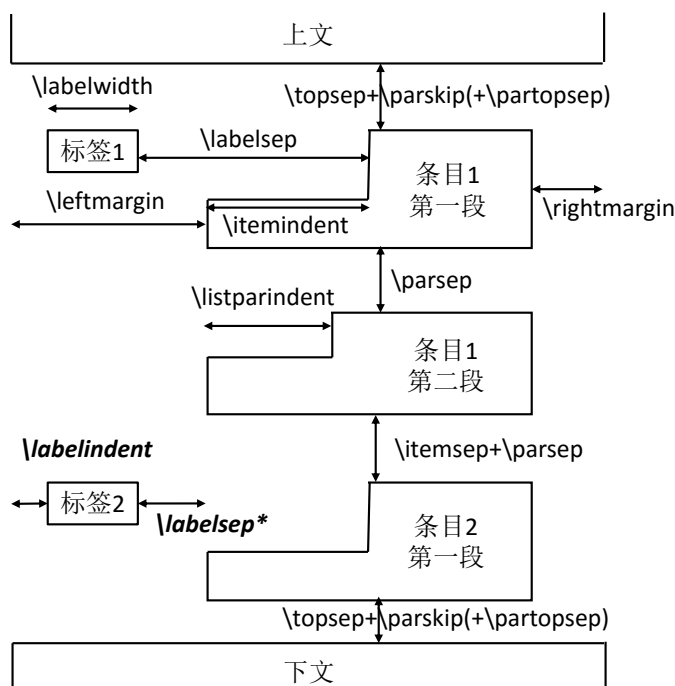 上文
\labelwidth
\topsep+\parskip(+\partopsep)
标签1
\labelsep
条目1
第一段
\leftmargin
\itemindent
\rightmargin
\parsep
\listparindent
条目1
第二段
\labelindent
\itemsep+\parsep
标签2
\labelsep*
条目2
第一段
\topsep+\parskip(+\partopsep)
下文